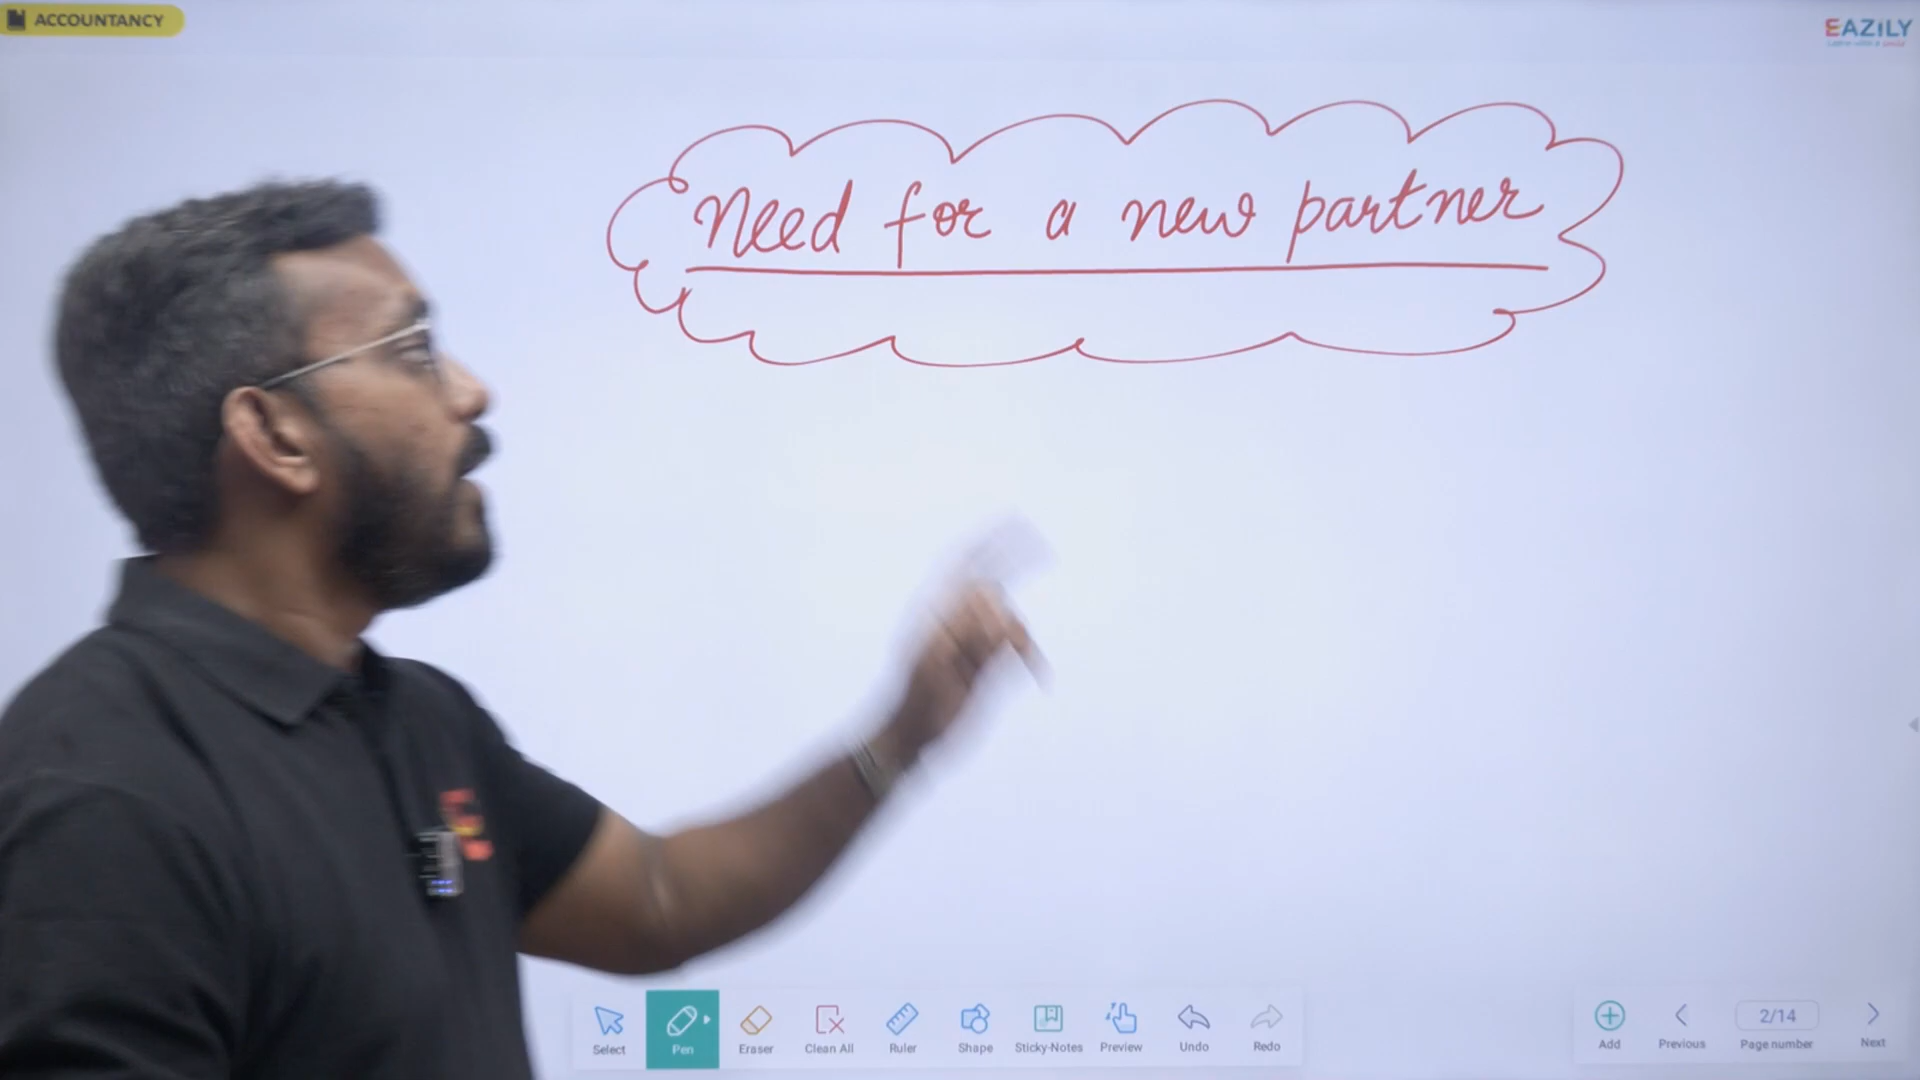 ACCOUNTANCY
EAZILY
Need for a new partner
Select
Pen
Eraser
Clean All
Ruler
Shape
Sticky-Notes
Preview
Undo
Redo
Add
Previous
2/14
Page number
Next